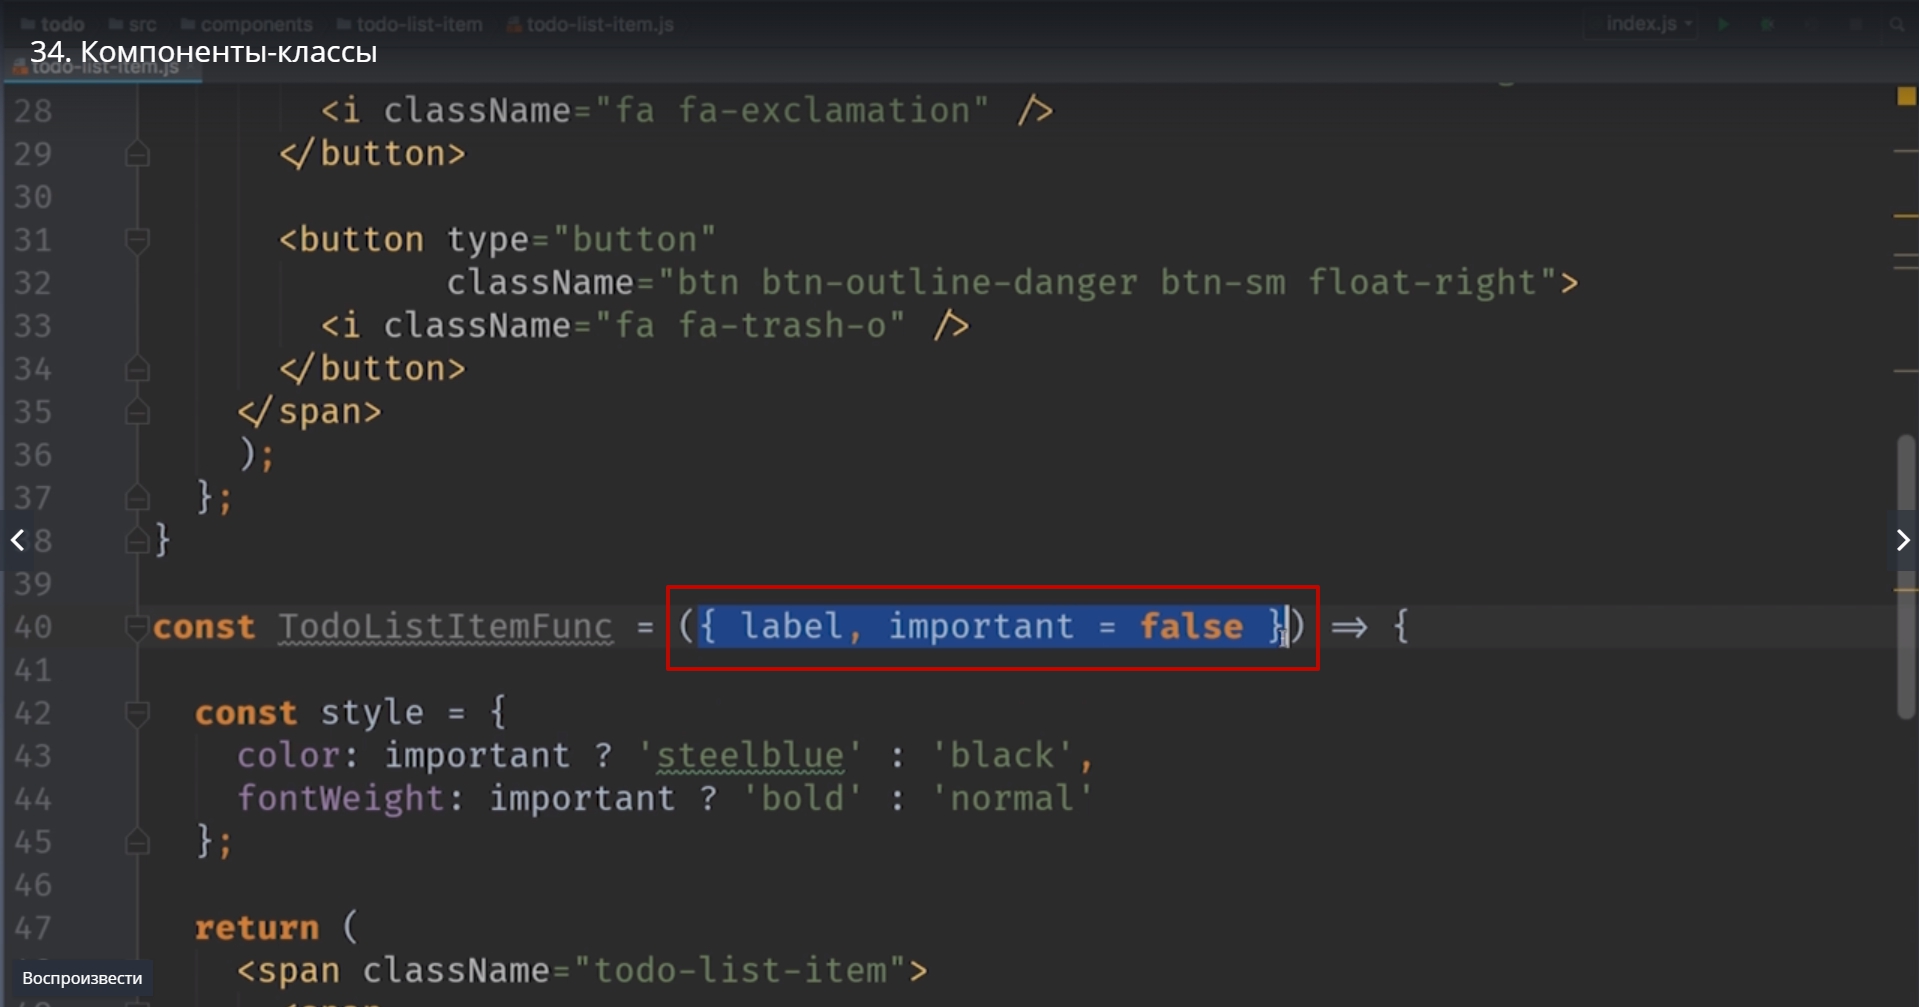 todo src components todo-list-item todo-list-item.js index.js
34. Компоненты-классы
todo-list-item.js
28 <i className="fa fa-exclamation" />
29 </button>
30
31 <button type="button"
32 className="btn btn-outline-danger btn-sm float-right">
33 <i className="fa fa-trash-o" />
34 </button>
35 </span>
36 );
37 };
8 }
39
40 const TodoListItemFunc = ({ label, important = false }) => {
41
42 const style = {
43 color: important ? 'steelblue' : 'black',
44 fontWeight: important ? 'bold' : 'normal'
45 };
46
47 return (
<span className="todo-list-item">
Воспроизвести